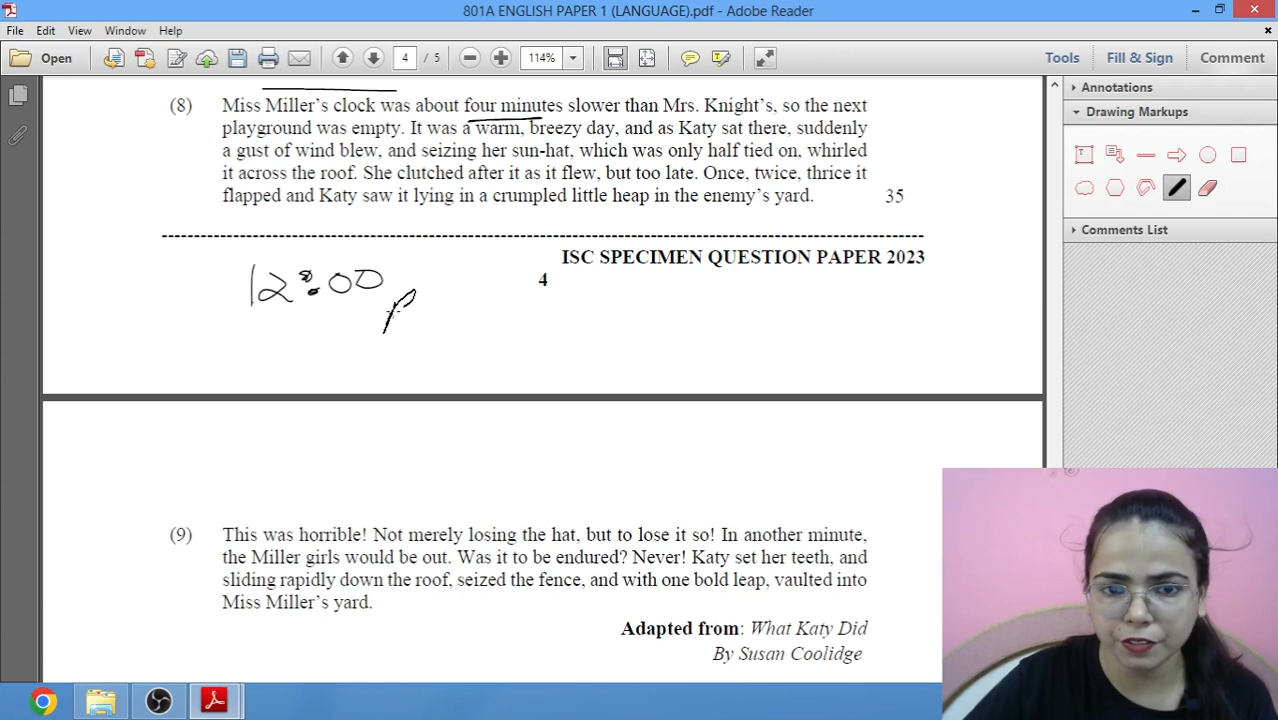 801A ENGLISH PAPER 1 (LANGUAGE).pdf - Adobe Reader
File Edit View Window Help
Open 4 / 5 114% Tools Fill & Sign Comment
Annotations
Drawing Markups
Comments List
(8) Miss Miller's clock was about four minutes slower than Mrs. Knight's, so the next
playground was empty. It was a warm, breezy day, and as Katy sat there, suddenly
a gust of wind blew, and seizing her sun-hat, which was only half tied on, whirled
it across the roof. She clutched after it as it flew, but too late. Once, twice, thrice it
flapped and Katy saw it lying in a crumpled little heap in the enemy's yard. 35
ISC SPECIMEN QUESTION PAPER 2023
4
12:00
P
(9) This was horrible! Not merely losing the hat, but to lose it so! In another minute,
the Miller girls would be out. Was it to be endured? Never! Katy set her teeth, and
sliding rapidly down the roof, seized the fence, and with one bold leap, vaulted into
Miss Miller's yard.
Adapted from: What Katy Did
By Susan Coolidge